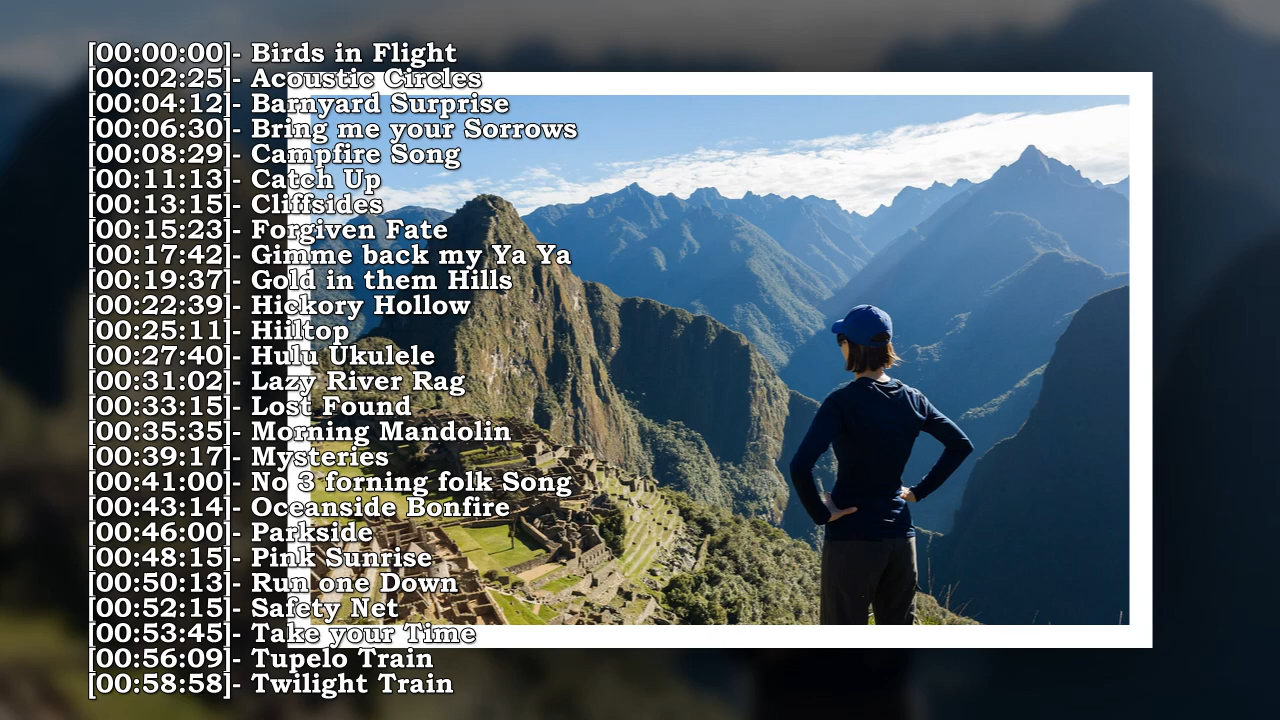 [00:00:00]- Birds in Flight
[00:02:25]- Acoustic Circles
[00:04:12]- Barnyard Surprise
[00:06:30]- Bring me your Sorrows
[00:08:29]- Campfire Song
[00:11:13]- Catch Up
[00:13:15]- Cliffsides
[00:15:23]- Forgiven Fate
[00:17:42]- Gimme back my Ya Ya
[00:19:37]- Gold in them Hills
[00:22:39]- Hickory Hollow
[00:25:11]- Hiiltop
[00:27:40]- Hulu Ukulele
[00:31:02]- Lazy River Rag
[00:33:15]- Lost Found
[00:35:35]- Morning Mandolin
[00:39:17]- Mysteries
[00:41:00]- No 3 forning folk Song
[00:43:14]- Oceanside Bonfire
[00:46:00]- Parkside
[00:48:15]- Pink Sunrise
[00:50:13]- Run one Down
[00:52:15]- Safety Net
[00:53:45]- Take your Time
[00:56:09]- Tupelo Train
[00:58:58]- Twilight Train